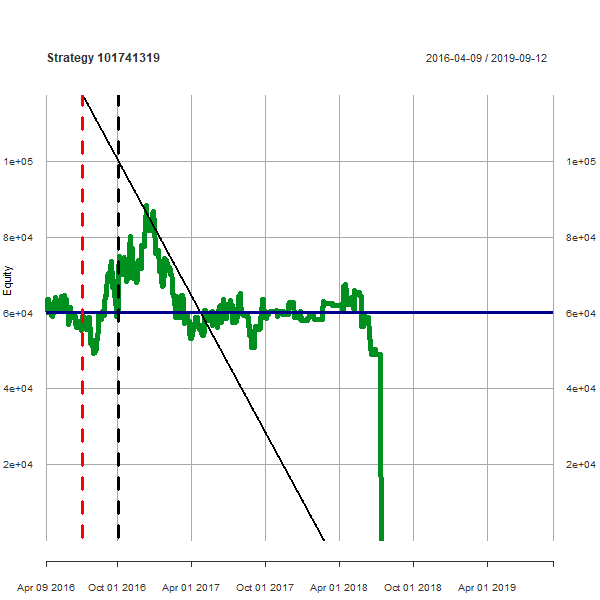 Strategy 101741319
2016-04-09 / 2019-09-12
1e+05
1e+05
8e+04
8e+04
Equity
6e+04
6e+04
4e+04
4e+04
2e+04
2e+04
Apr 09 2016
Oct 01 2016
Apr 01 2017
Oct 01 2017
Apr 01 2018
Oct 01 2018
Apr 01 2019